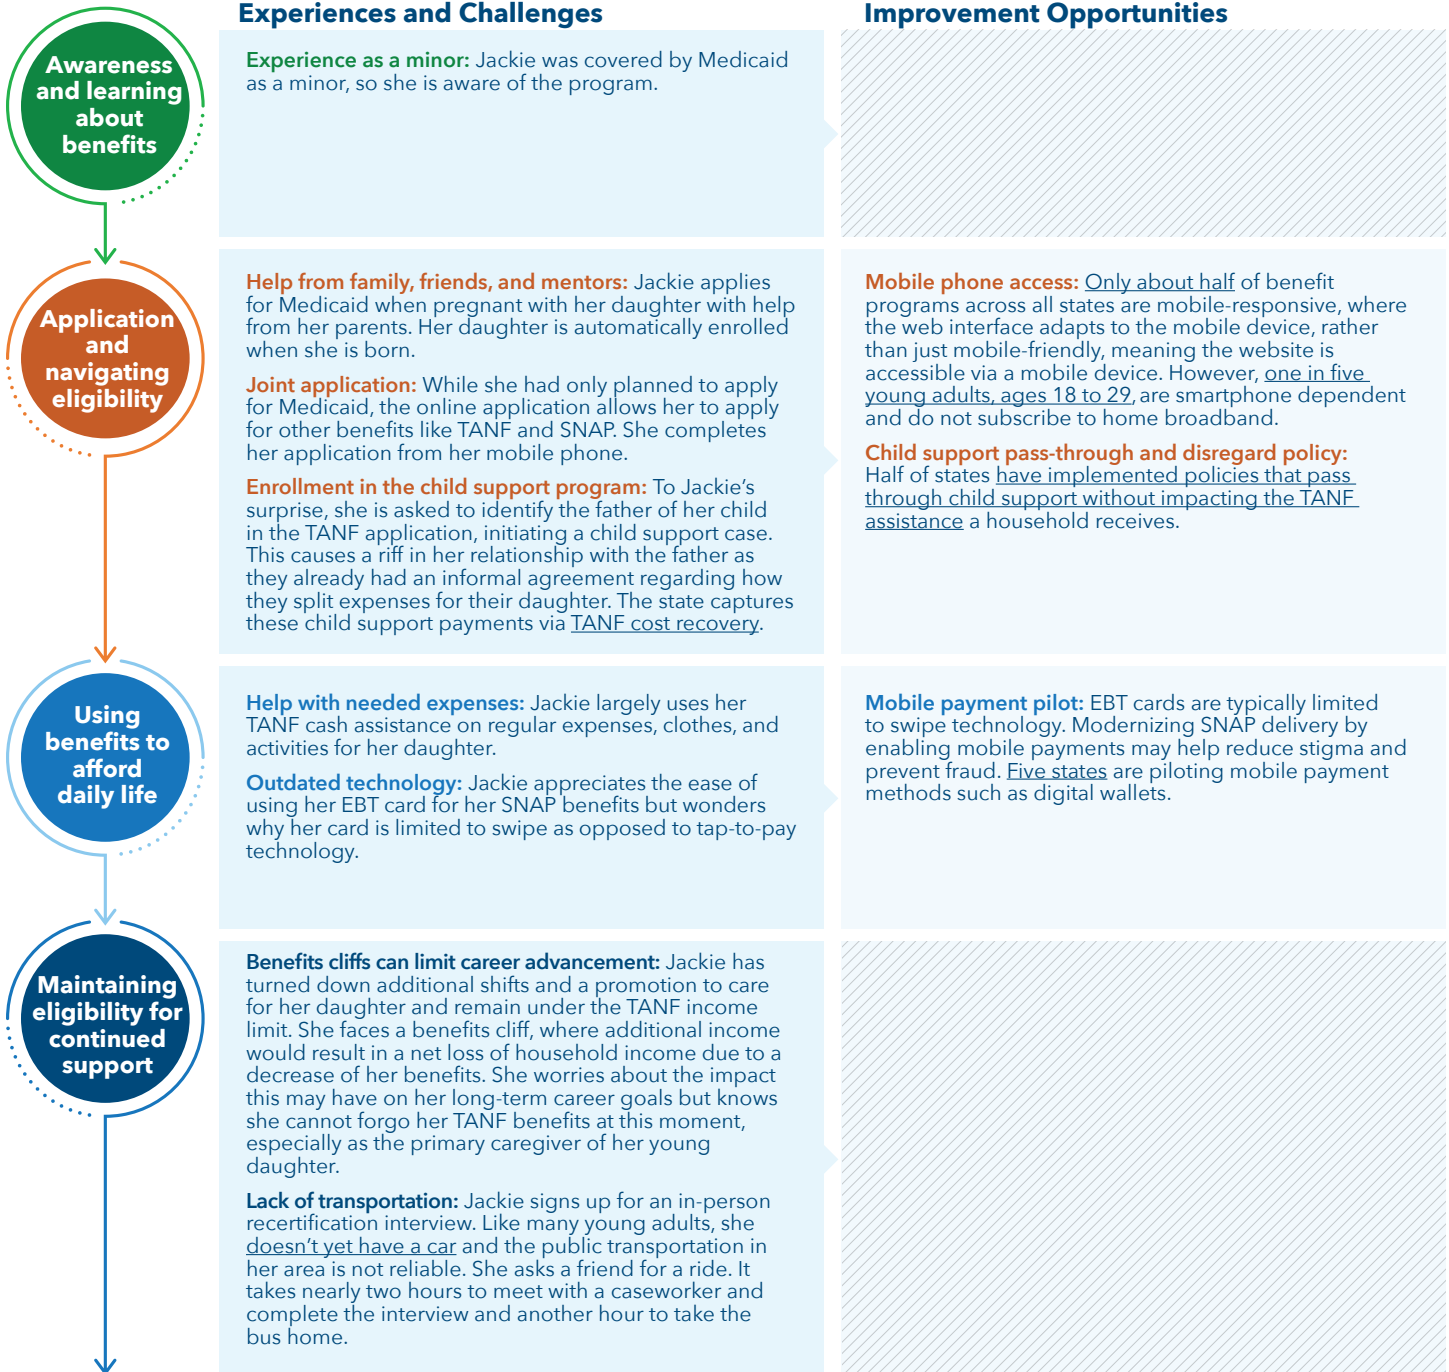 Experiences and Challenges
Improvement Opportunities
Awareness
and learning
about
benefits
Experience as a minor: Jackie was covered by Medicaid
as a minor, so she is aware of the program.
Application
and
navigating
eligibility
Help from family, friends, and mentors: Jackie applies
for Medicaid when pregnant with her daughter with help
from her parents. Her daughter is automatically enrolled
when she is born.
Joint application: While she had only planned to apply
for Medicaid, the online application allows her to apply
for other benefits like TANF and SNAP. She completes
her application from her mobile phone.
Enrollment in the child support program: To Jackie’s
surprise, she is asked to identify the father of her child
in the TANF application, initiating a child support case.
This causes a riff in her relationship with the father as
they already had an informal agreement regarding how
they split expenses for their daughter. The state captures
these child support payments via TANF cost recovery.
Mobile phone access: Only about half of benefit
programs across all states are mobile-responsive, where
the web interface adapts to the mobile device, rather
than just mobile-friendly, meaning the website is
accessible via a mobile device. However, one in five
young adults, ages 18 to 29, are smartphone dependent
and do not subscribe to home broadband.
Child support pass-through and disregard policy:
Half of states have implemented policies that pass
through child support without impacting the TANF
assistance a household receives.
Using
benefits to
afford
daily life
Help with needed expenses: Jackie largely uses her
TANF cash assistance on regular expenses, clothes, and
activities for her daughter.
Outdated technology: Jackie appreciates the ease of
using her EBT card for her SNAP benefits but wonders
why her card is limited to swipe as opposed to tap-to-pay
technology.
Mobile payment pilot: EBT cards are typically limited
to swipe technology. Modernizing SNAP delivery by
enabling mobile payments may help reduce stigma and
prevent fraud. Five states are piloting mobile payment
methods such as digital wallets.
Maintaining
eligibility for
continued
support
Benefits cliffs can limit career advancement: Jackie has
turned down additional shifts and a promotion to care
for her daughter and remain under the TANF income
limit. She faces a benefits cliff, where additional income
would result in a net loss of household income due to a
decrease of her benefits. She worries about the impact
this may have on her long-term career goals but knows
she cannot forgo her TANF benefits at this moment,
especially as the primary caregiver of her young
daughter.
Lack of transportation: Jackie signs up for an in-person
recertification interview. Like many young adults, she
doesn’t yet have a car and the public transportation in
her area is not reliable. She asks a friend for a ride. It
takes nearly two hours to meet with a caseworker and
complete the interview and another hour to take the
bus home.